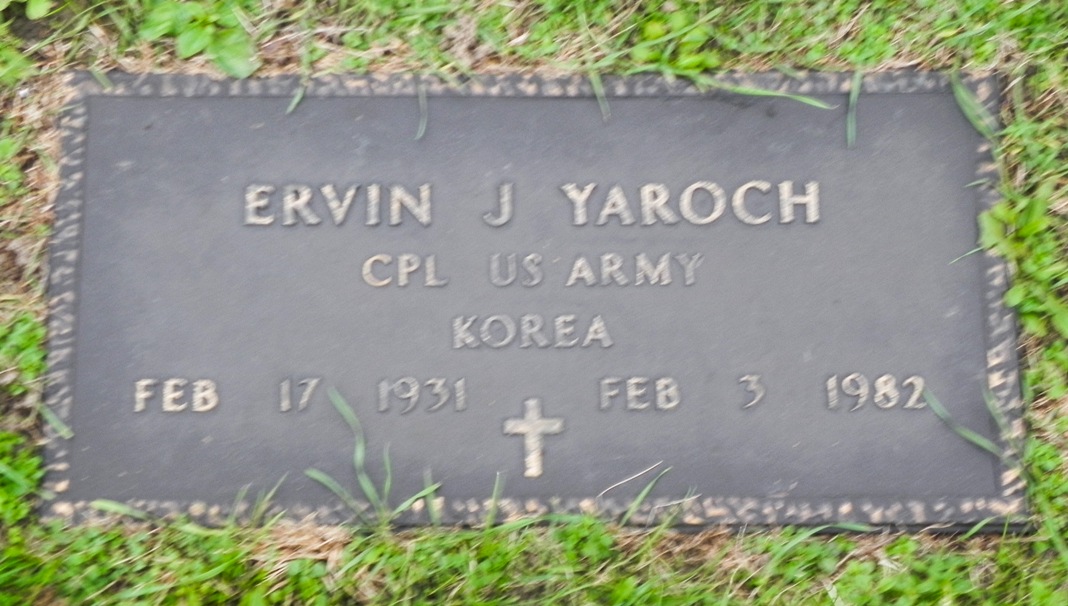 ERVIN J YAROCH
CPL US ARMY
KOREA
FEB 17 1931 FEB 3 1982